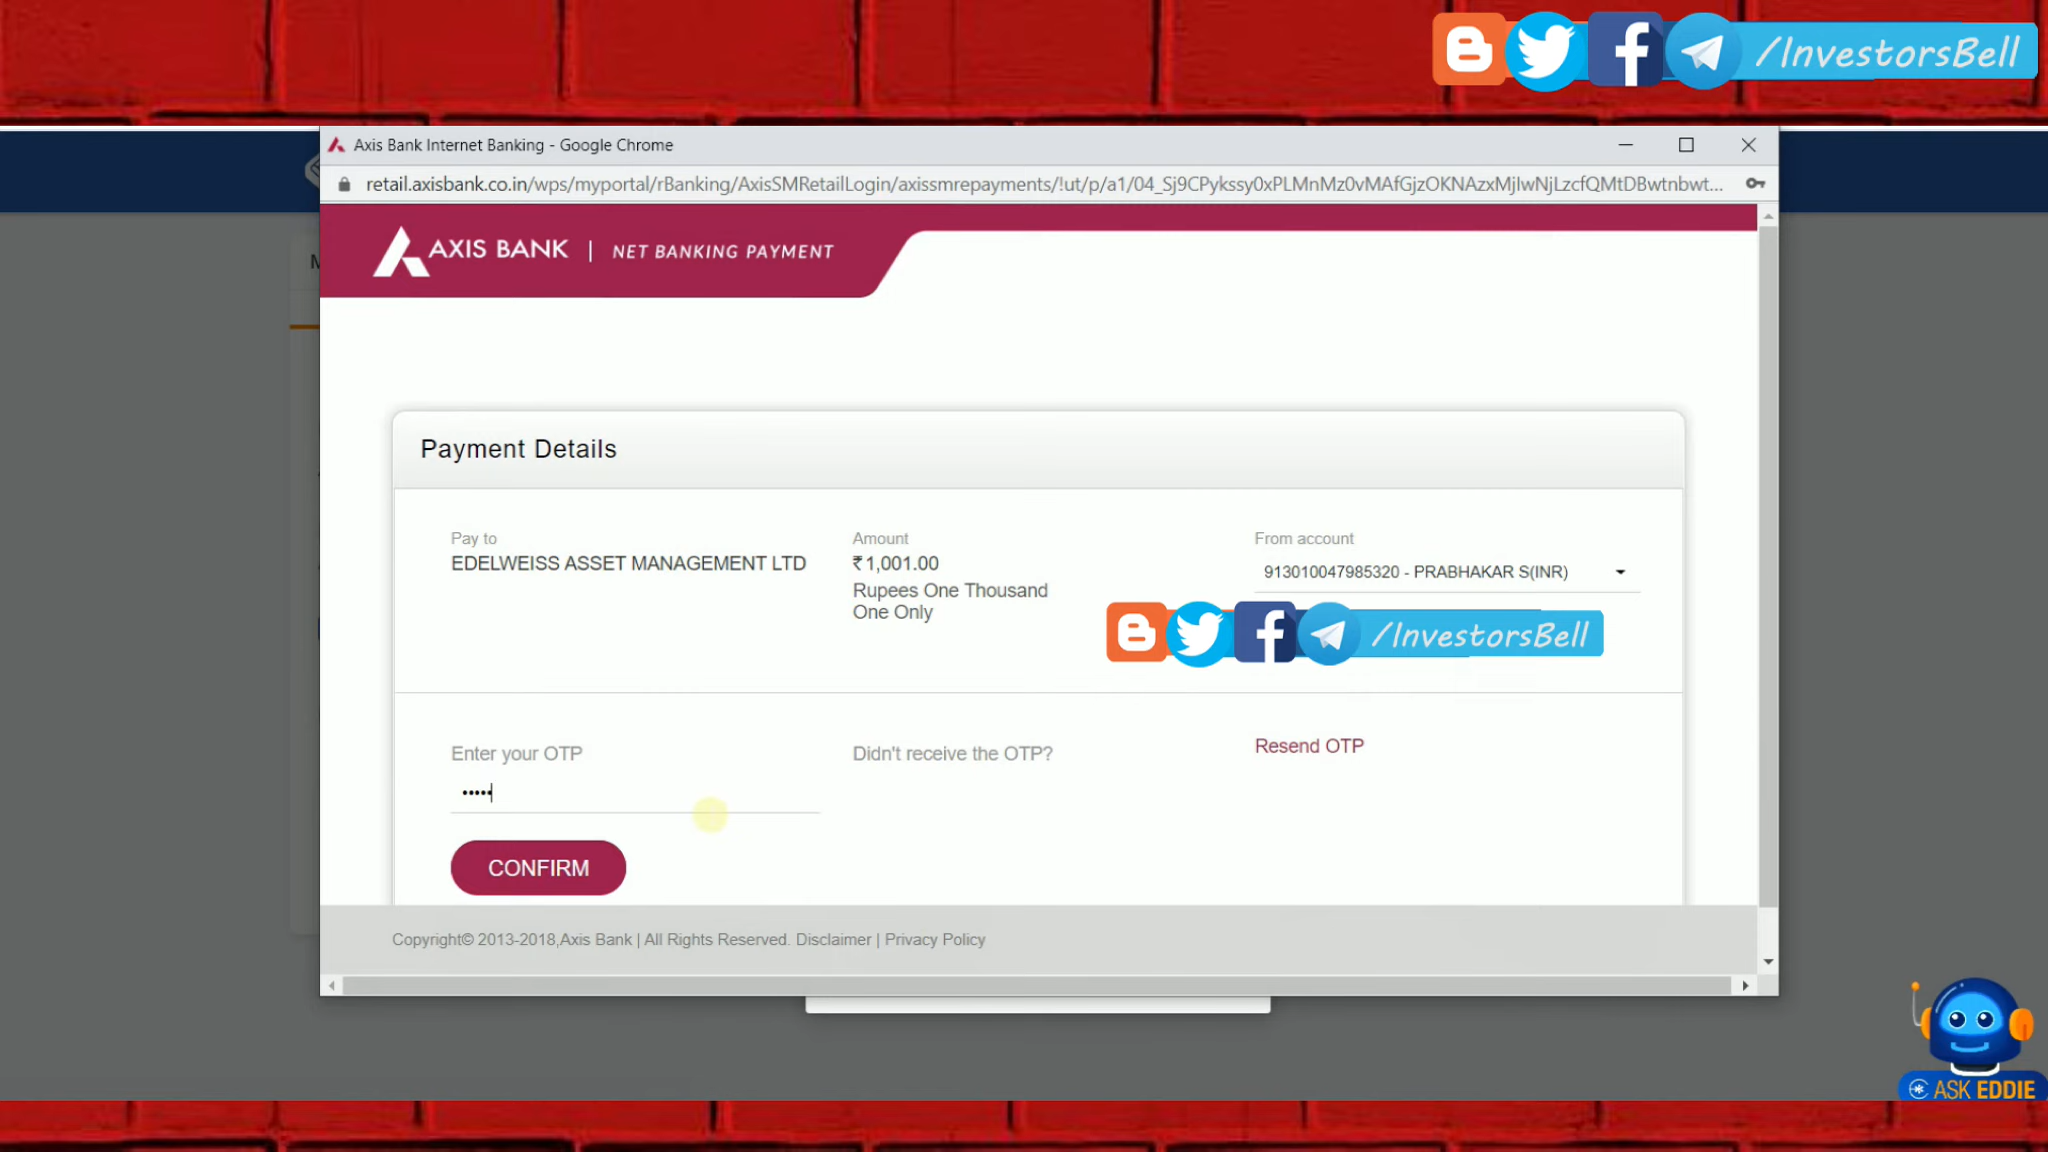 /InvestorsBell
Axis Bank Internet Banking - Google Chrome
retail.axisbank.co.in/wps/myportal/rBanking/AxisSMRetailLogin/axissmrepayments/!ut/p/a1/04_Sj9CPykssy0xPLMnMz0vMAfGjzOKNAzxMjIwNjLzcfQMtDBwtnbwt...
AXIS BANK | NET BANKING PAYMENT
Payment Details
Pay to
EDELWEISS ASSET MANAGEMENT LTD
Amount
₹1,001.00
Rupees One Thousand
One Only
From account
913010047985320 - PRABHAKAR S(INR)
/InvestorsBell
Enter your OTP
Didn't receive the OTP?
Resend OTP
•••••
CONFIRM
Copyright© 2013-2018,Axis Bank | All Rights Reserved. Disclaimer | Privacy Policy
ASK EDDIE